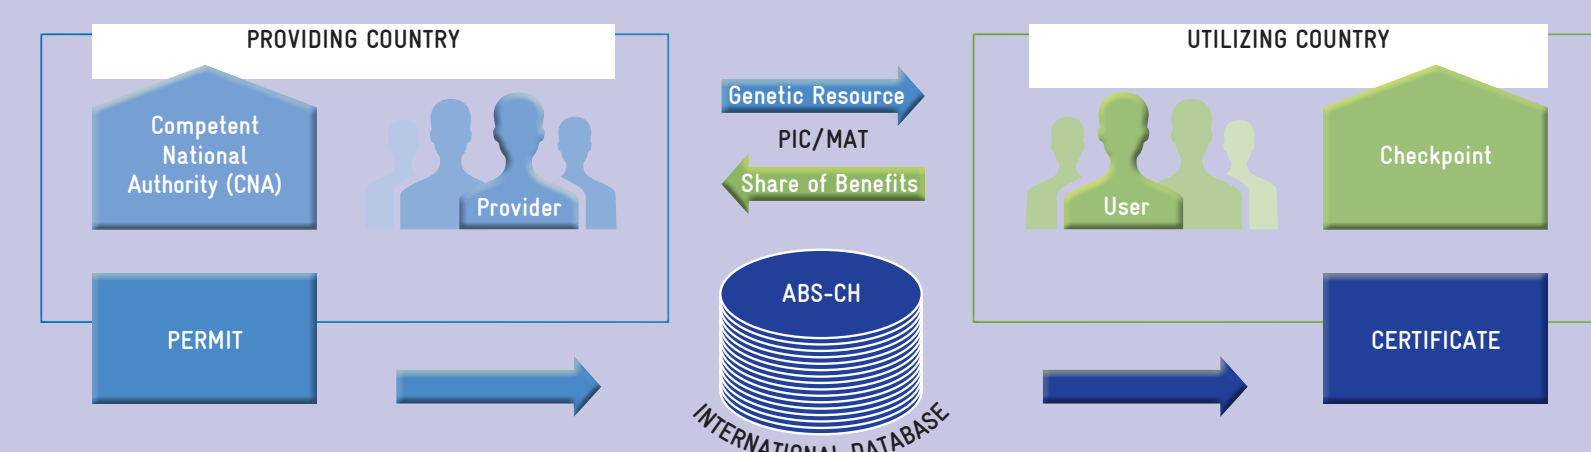 PROVIDING COUNTRY
UTILIZING COUNTRY
Competent
National
Authority (CNA)
Provider
Genetic Resource
PIC/MAT
Share of Benefits
User
Checkpoint
PERMIT
ABS-CH
INTERNATIONAL DATABASE
CERTIFICATE